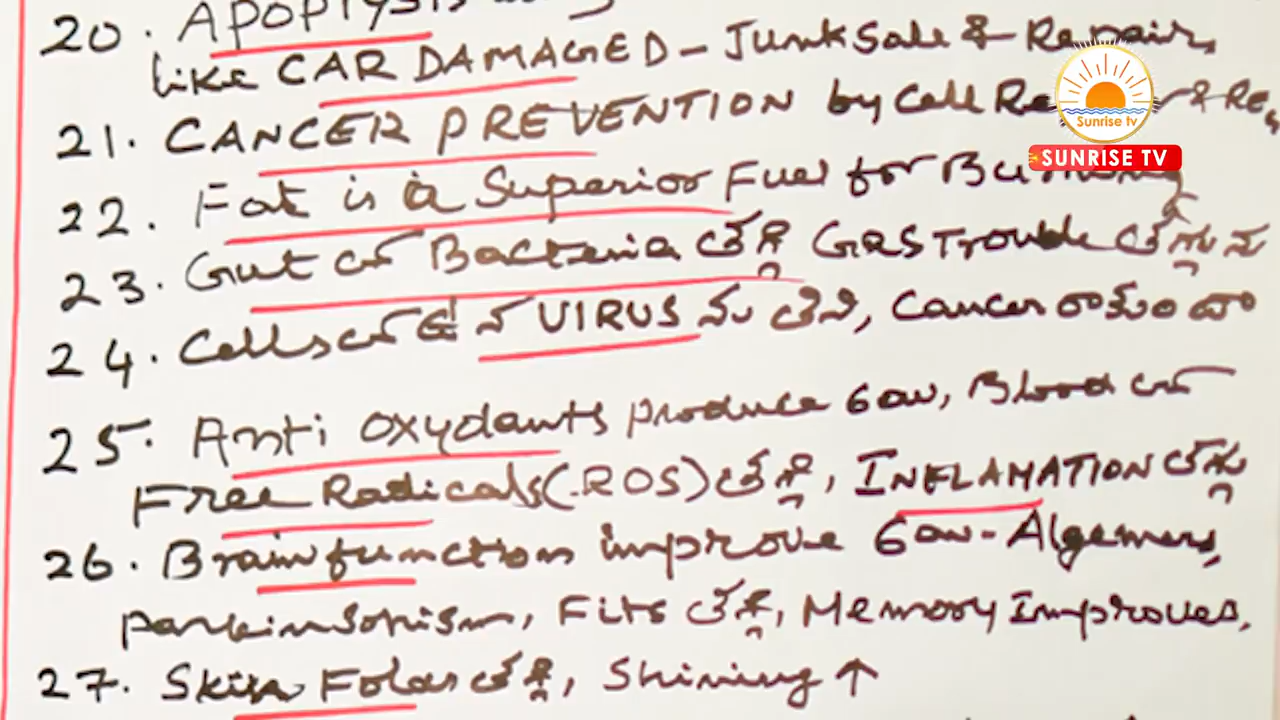 20. APOPTYSIS
like CAR DAMAGED - Junk Sale & Repair,
21. CANCER PREVENTION by Cell & RE
22. Fat is a Superior Fuel for Burning
23. Gut లో Bacteria తగ్గి GAS Trouble తగ్గును
24. Cells లో ఉన్న VIRUS ను తిని, Cancer రాకుండా
25. Anti Oxydants produce అవు, Blood లో
Free Radicals (ROS) తగ్గి, INFLAMATION తగ్గు
26. Brain function improve అవు - Algemers,
parkinsonism, Fits తగ్గి, Memory Improves,
27. Skin Folds తగ్గి, Shining ↑
Sunrise tv
SUNRISE TV